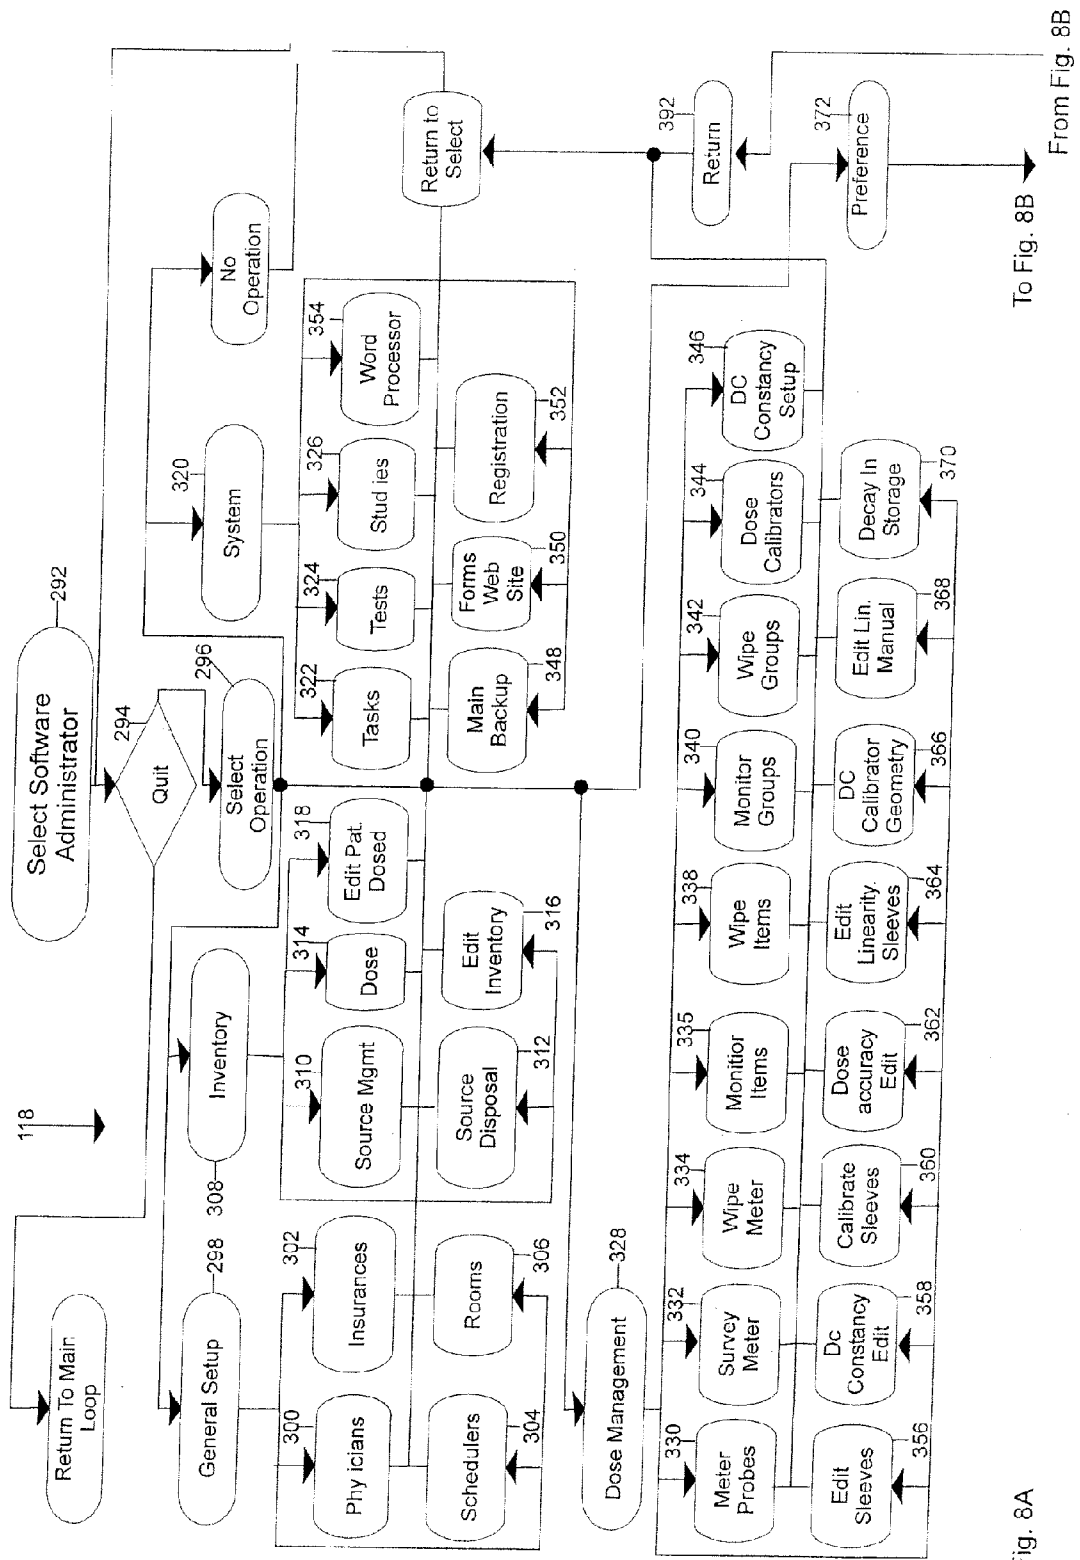 118
Select Software
Administrator
292
Return To Main
Loop
294
Quit
296
Select
Operation
General Setup
298
308
Inventory
System
320
No
Operation
300
Phy icians
302
Insurances
304
Schedulers
306
Rooms
310
Source Mgmt
314
Dose
318
Edit Pat.
Dosed
312
Source
Disposal
316
Edit
Inventory
322
Tasks
324
Tests
326
Stud ies
354
Word
Processor
348
Main
Backup
350
Forms
Web
Site
352
Registration
Return to
Select
Dose Management
328
392
Return
372
Preference
330
Meter
Probes
332
Survey
Meter
334
Wipe
Meter
335
Monitior
Items
338
Wipe
Items
340
Monitor
Groups
342
Wipe
Groups
344
Dose
Calibrators
346
DC
Constancy
Setup
Edit
Sleeves
356
Dc
Constancy
Edit
358
Calibrate
Sleeves
360
Dose
accuracy
Edit
362
Edit
Linearity.
Sleeves
364
DC
Calibrator
Geometry
366
Edit Lin.
Manual
368
Decay In
Storage
370
ig. 8A
To Fig. 8B
From Fig. 8B